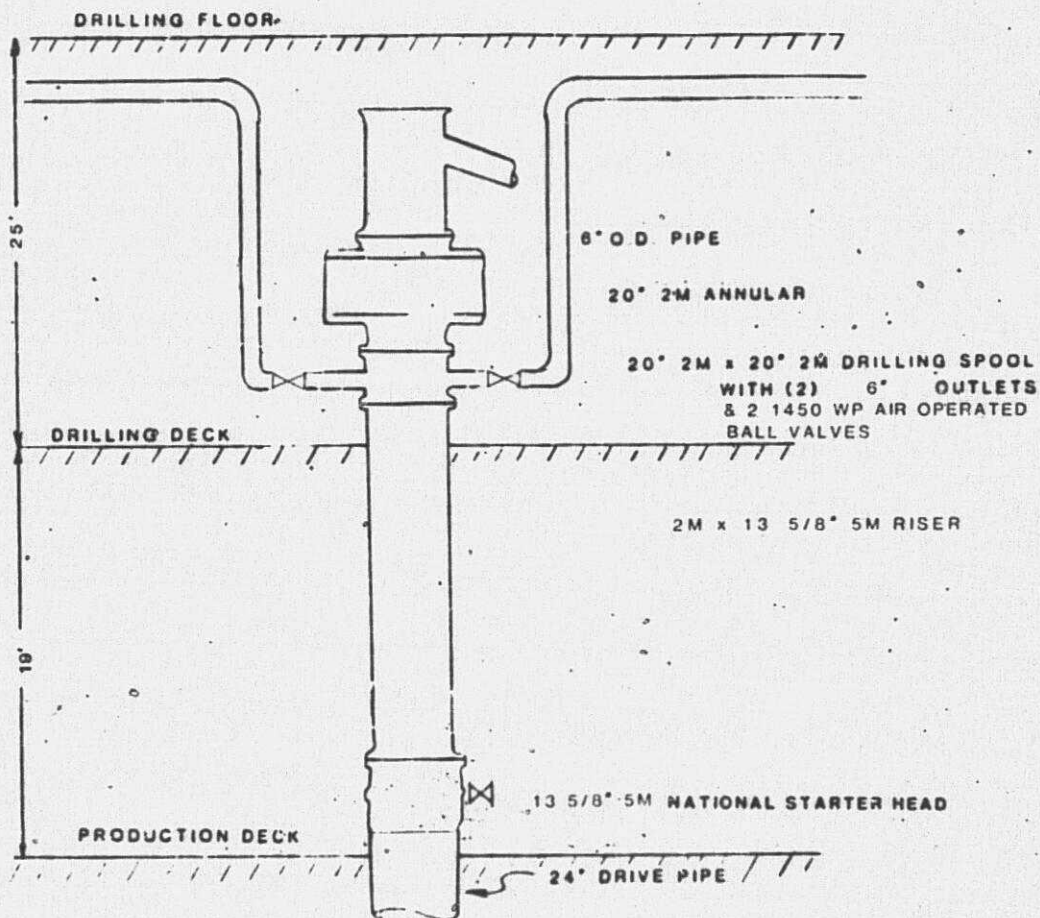 DRILLING FLOOR
25'
6" O.D. PIPE
20" 2M ANNULAR
20" 2M x 20" 2M DRILLING SPOOL
WITH (2) 6" OUTLETS
& 2 1450 WP AIR OPERATED
BALL VALVES
DRILLING DECK
2M x 13 5/8" 5M RISER
13 5/8" 5M NATIONAL STARTER HEAD
PRODUCTION DECK
24" DRIVE PIPE